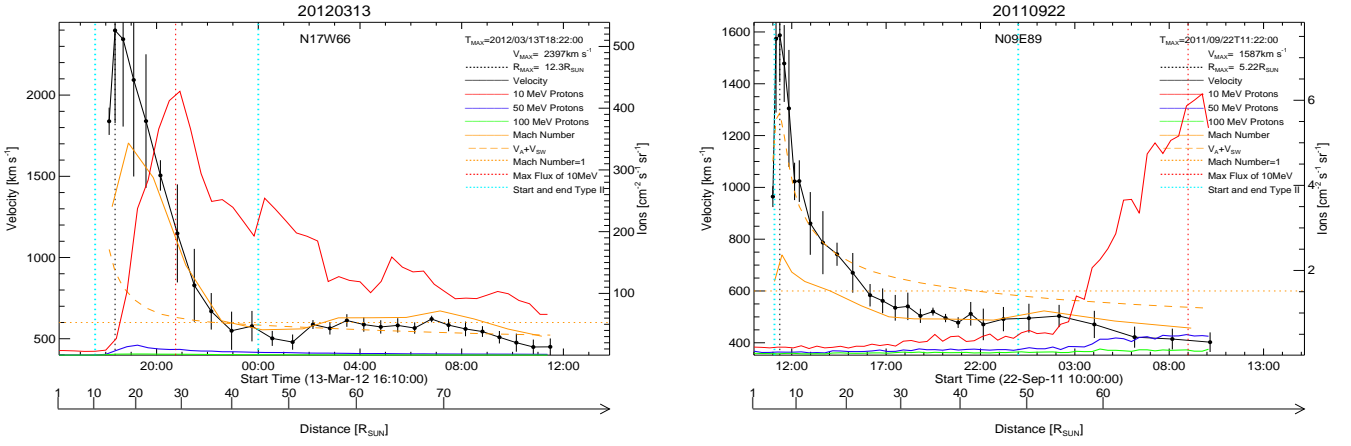 20120313
N17W66
T_MAX=2012/03/13T18:22:00
V_MAX= 2397km s⁻¹
R_MAX= 12.3R_SUN
Velocity
10 MeV Protons
50 MeV Protons
100 MeV Protons
Mach Number
V_A+V_SW
Mach Number=1
Max Flux of 10MeV
Start and end Type II
Velocity [km s⁻¹]
2000
1600
1200
800
400
500
400
300
200
100
Ions [cm⁻² s⁻¹ sr⁻¹]
20:00 00:00 04:00 08:00 12:00
Start Time (13-Mar-12 16:10:00)
1 10 20 30 40 50 60 70
Distance [R_SUN]
20110922
N09E89
T_MAX=2011/09/22T11:22:00
V_MAX= 1587km s⁻¹
R_MAX= 5.22R_SUN
Velocity
10 MeV Protons
50 MeV Protons
100 MeV Protons
Mach Number
V_A+V_SW
Mach Number=1
Max Flux of 10MeV
Start and end Type II
Velocity [km s⁻¹]
1600
1400
1200
1000
800
600
400
6
4
2
Ions [cm⁻² s⁻¹ sr⁻¹]
12:00 17:00 22:00 03:00 08:00 13:00
Start Time (22-Sep-11 10:00:00)
1 10 20 30 40 50 60
Distance [R_SUN]